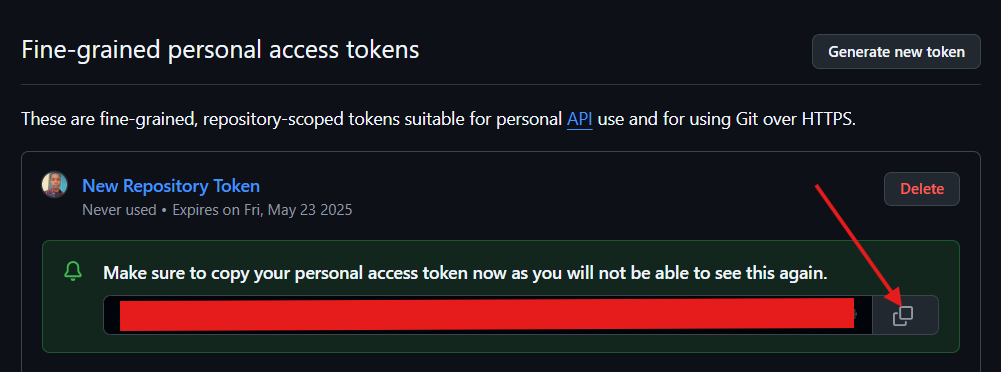 Fine-grained personal access tokens
Generate new token
These are fine-grained, repository-scoped tokens suitable for personal API use and for using Git over HTTPS.
New Repository Token
Delete
Never used • Expires on Fri, May 23 2025
Make sure to copy your personal access token now as you will not be able to see this again.